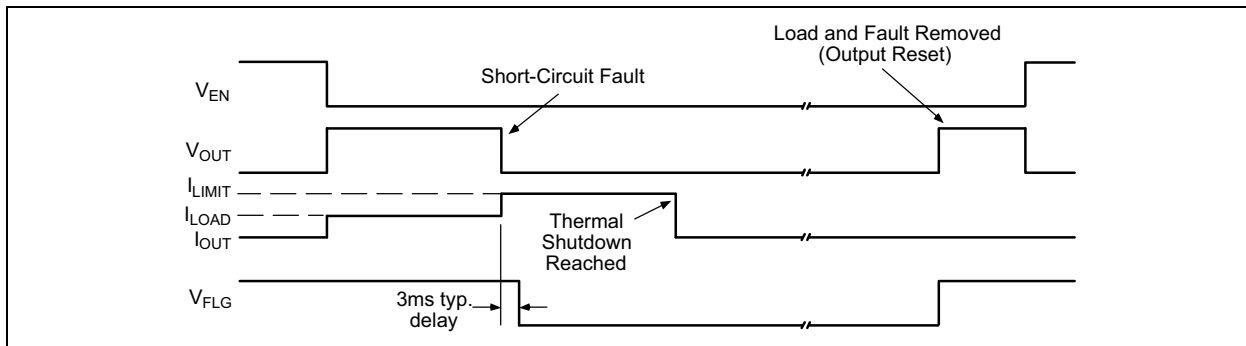 Load and Fault Removed
(Output Reset)
Short-Circuit Fault
VEN
VOUT
ILIMIT
ILOAD
IOUT
Thermal
Shutdown
Reached
VFLG
3ms typ.
delay